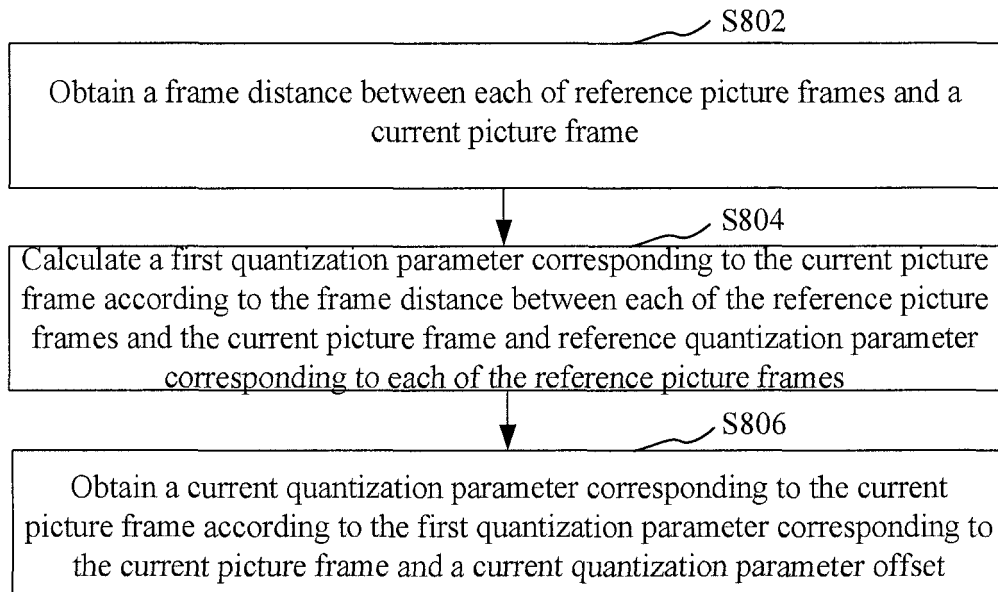 S802
Obtain a frame distance between each of reference picture frames and a
current picture frame
S804
Calculate a first quantization parameter corresponding to the current picture
frame according to the frame distance between each of the reference picture
frames and the current picture frame and reference quantization parameter
corresponding to each of the reference picture frames
S806
Obtain a current quantization parameter corresponding to the current
picture frame according to the first quantization parameter corresponding to
the current picture frame and a current quantization parameter offset